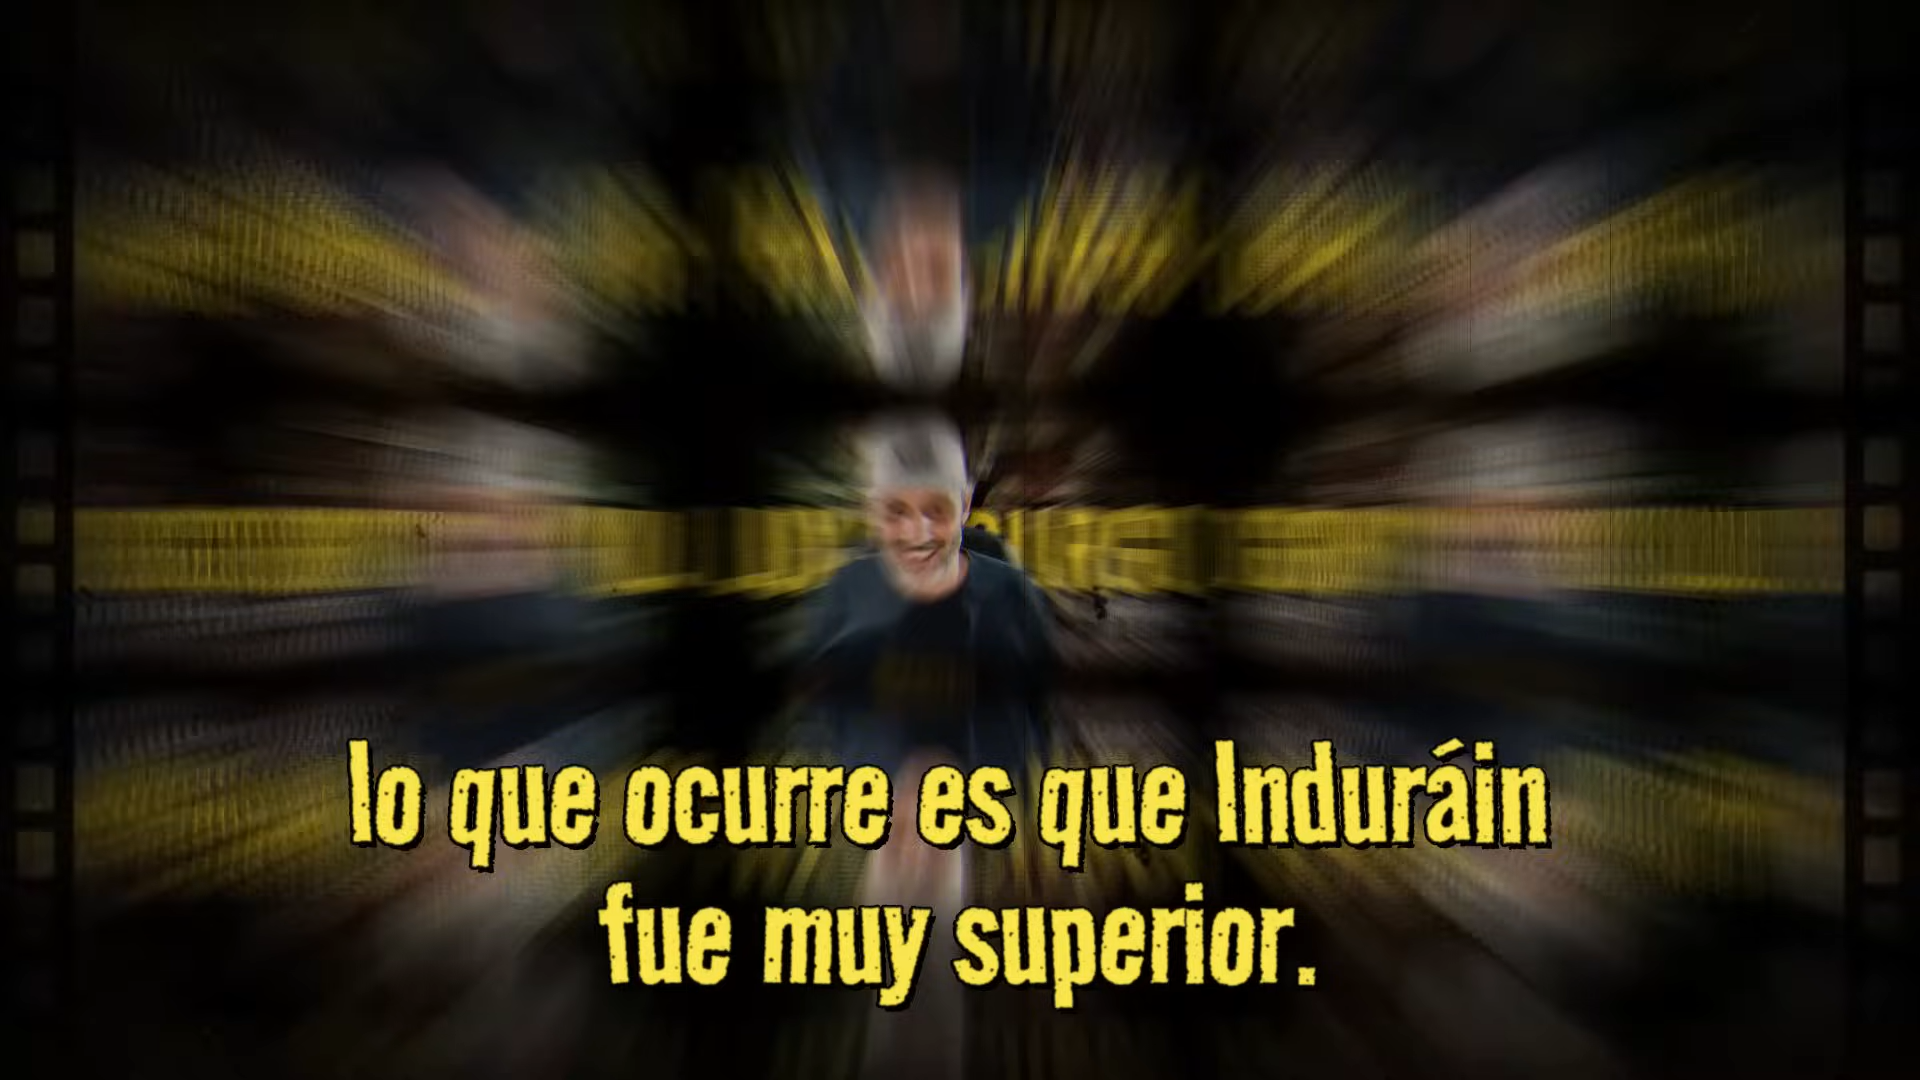 lo que ocurre es que Induráin
fue muy superior.